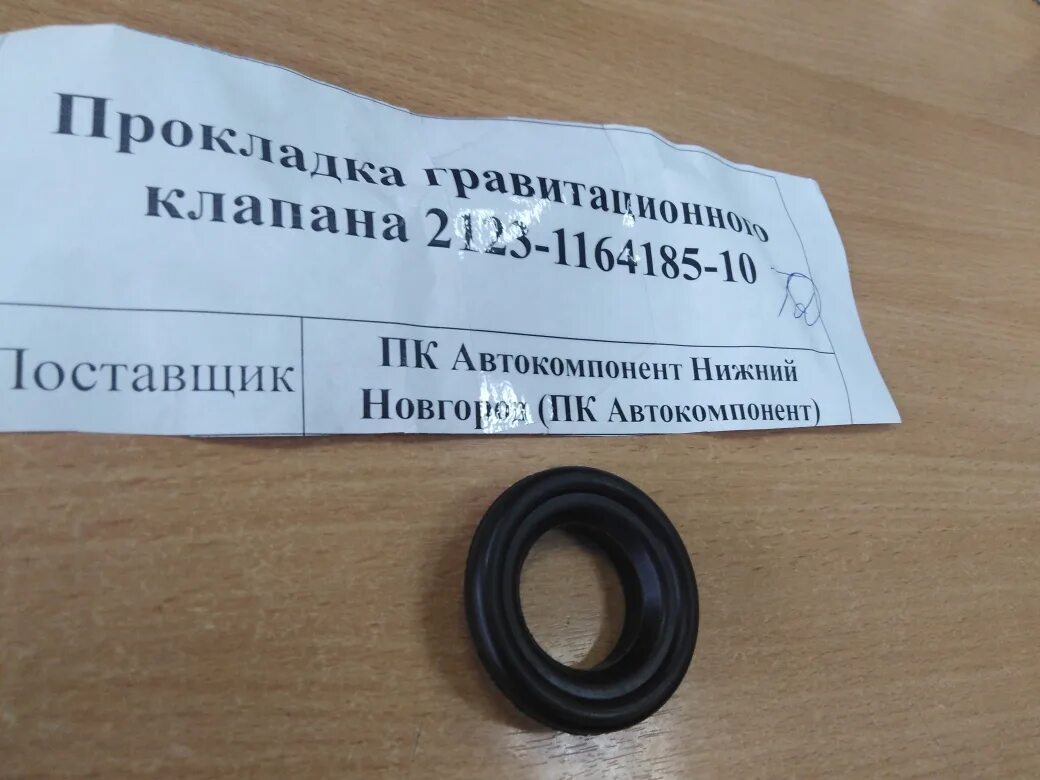 Прокладка гравитационного
клапана 2123-1164185-10
Поставщик
ПК Автокомпонент Нижний
Новгород (ПК Автокомпонент)